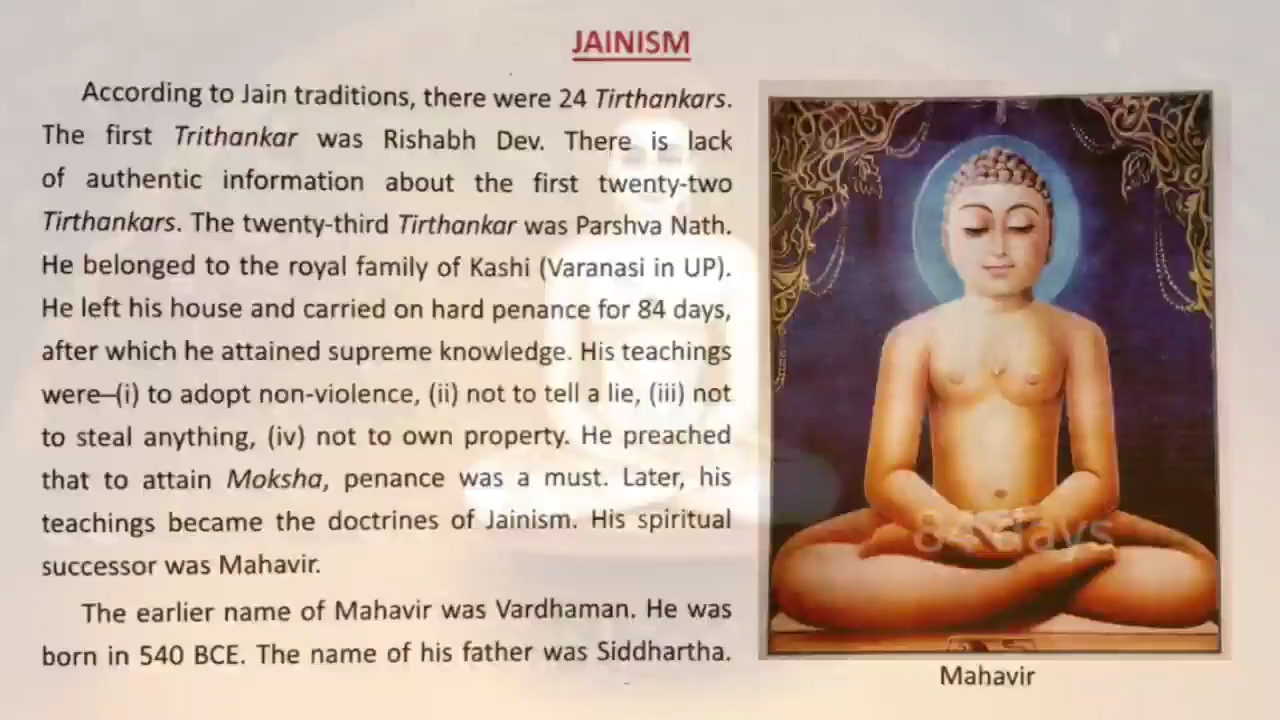 JAINISM
According to Jain traditions, there were 24 Tirthankars.
The first Trithankar was Rishabh Dev. There is lack
of authentic information about the first twenty-two
Tirthankars. The twenty-third Tirthankar was Parshva Nath.
He belonged to the royal family of Kashi (Varanasi in UP).
He left his house and carried on hard penance for 84 days,
after which he attained supreme knowledge. His teachings
were–(i) to adopt non-violence, (ii) not to tell a lie, (iii) not
to steal anything, (iv) not to own property. He preached
that to attain Moksha, penance was a must. Later, his
teachings became the doctrines of Jainism. His spiritual
successor was Mahavir.
The earlier name of Mahavir was Vardhaman. He was
born in 540 BCE. The name of his father was Siddhartha.
84 days
Mahavir